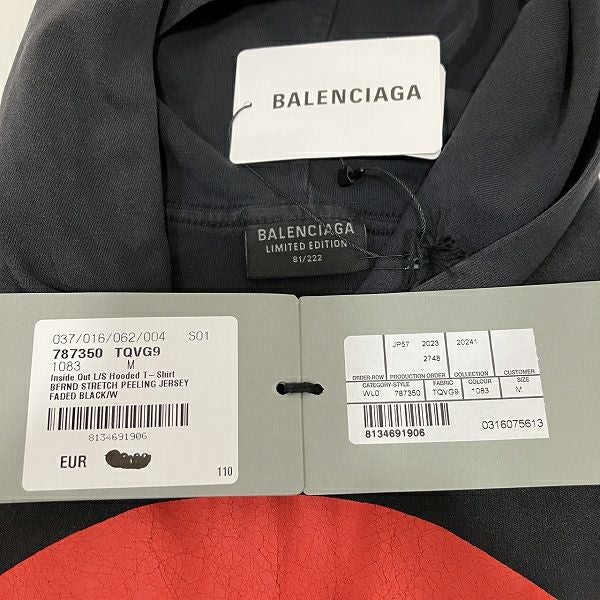 BALENCIAGA
BALENCIAGA
LIMITED EDITION
81/222
037/016/062/004 S01
787350 TQVG9
1083 M
Inside Out L/S Hooded T-Shirt
BFRND STRETCH PEELING JERSEY
FADED BLACK/W
8134691906
EUR
110
JP57 2023 20241
2746
ORDER-ROW PRODUCTION ORDER COLLECTION CUSTOMER
CATEGORY-STYLE FABRIC COLOUR SIZE
WL0 787350 TQVG9 1083 M
8134691906
0316075613